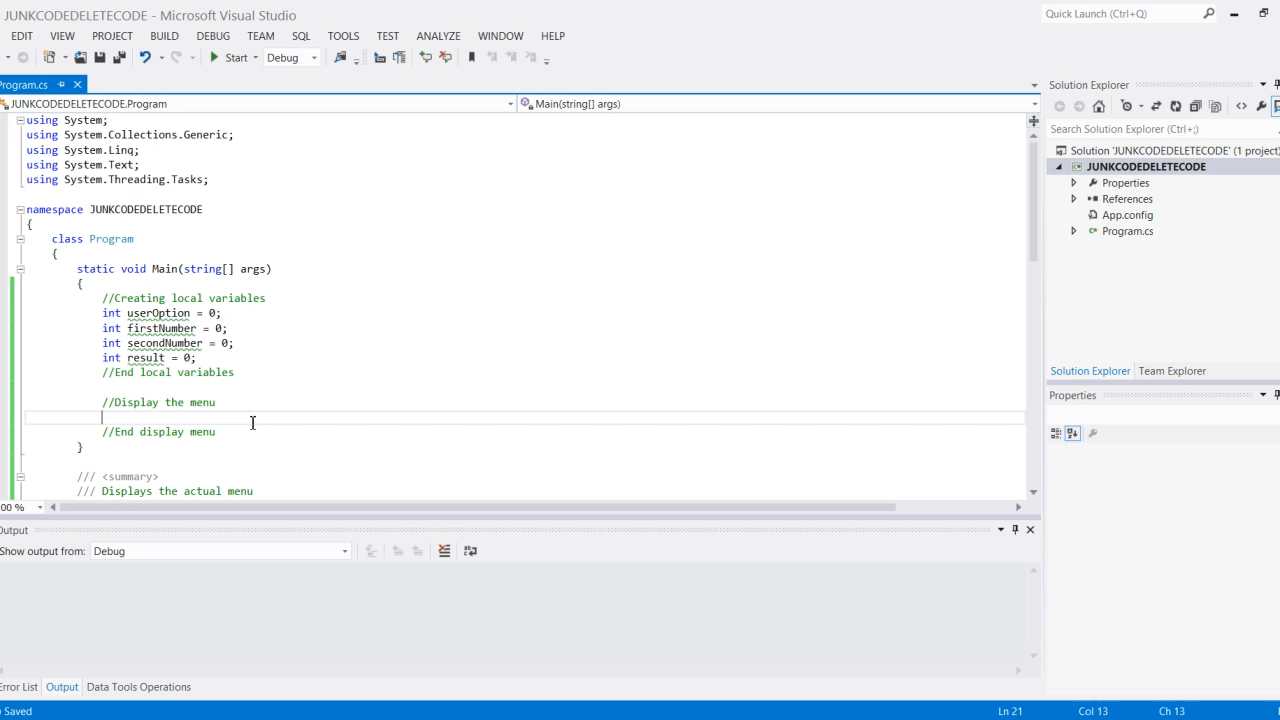 JUNKCODEDELETECODE - Microsoft Visual Studio
Quick Launch (Ctrl+Q)
EDIT VIEW PROJECT BUILD DEBUG TEAM SQL TOOLS TEST ANALYZE WINDOW HELP
Start Debug
Program.cs
Solution Explorer
JUNKCODEDELETECODE.Program
Main(string[] args)
Search Solution Explorer (Ctrl+;)
Solution 'JUNKCODEDELETECODE' (1 project)
JUNKCODEDELETECODE
Properties
References
App.config
Program.cs
using System;
using System.Collections.Generic;
using System.Linq;
using System.Text;
using System.Threading.Tasks;
namespace JUNKCODEDELETECODE
{
class Program
{
static void Main(string[] args)
{
//Creating local variables
int userOption = 0;
int firstNumber = 0;
int secondNumber = 0;
int result = 0;
//End local variables
//Display the menu
//End display menu
}
/// <summary>
/// Displays the actual menu
Solution Explorer Team Explorer
Properties
00 %
Output
Show output from: Debug
Error List Output Data Tools Operations
Saved
Ln 21 Col 13 Ch 13